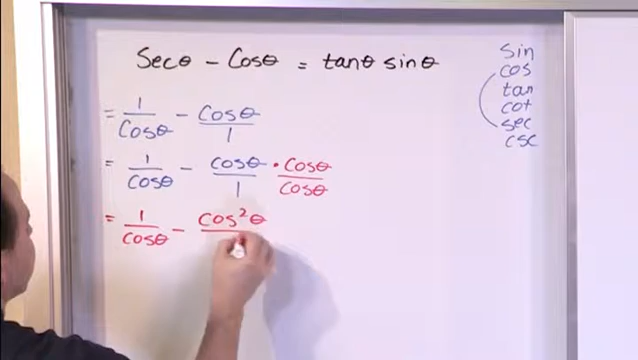 Secθ - Cosθ = tanθ sinθ
= 1/Cosθ - Cosθ/1
= 1/Cosθ - Cosθ/1 · Cosθ/Cosθ
= 1/Cosθ - Cos²θ
sin
cos
tan
cot
sec
csc